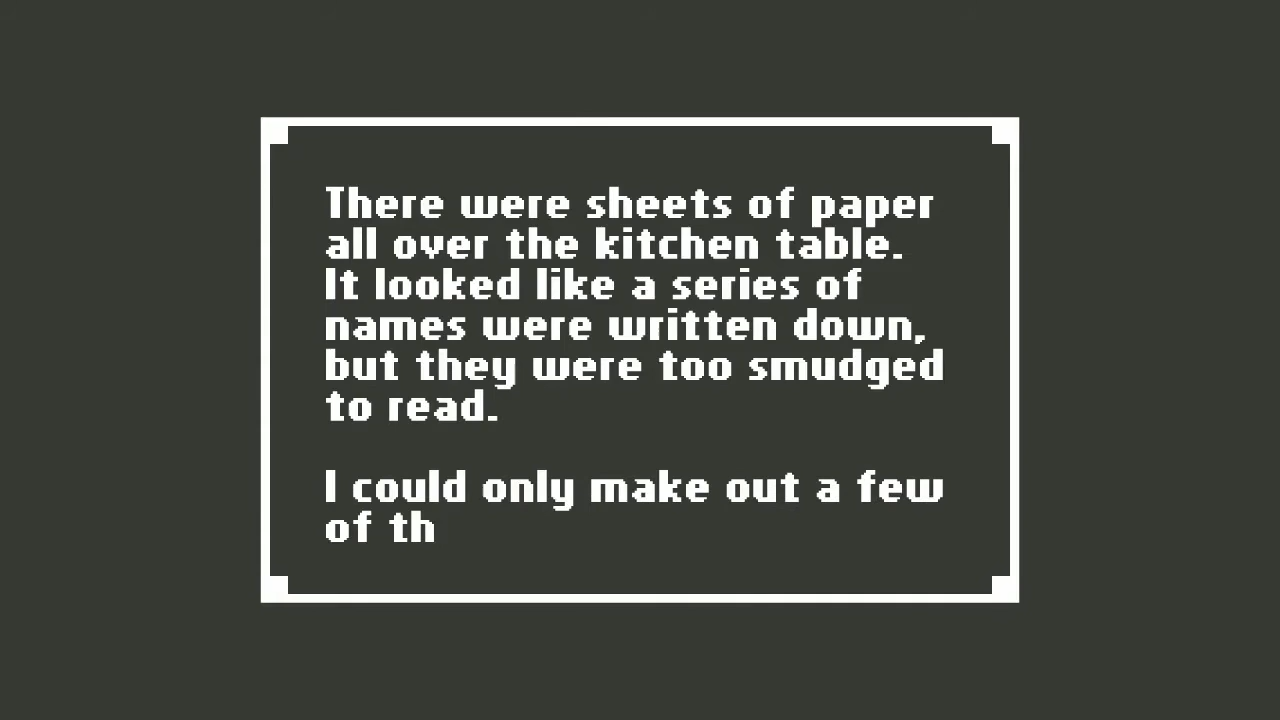 There were sheets of paper
all over the kitchen table.
It looked like a series of
names were written down,
but they were too smudged
to read.
I could only make out a few
of th